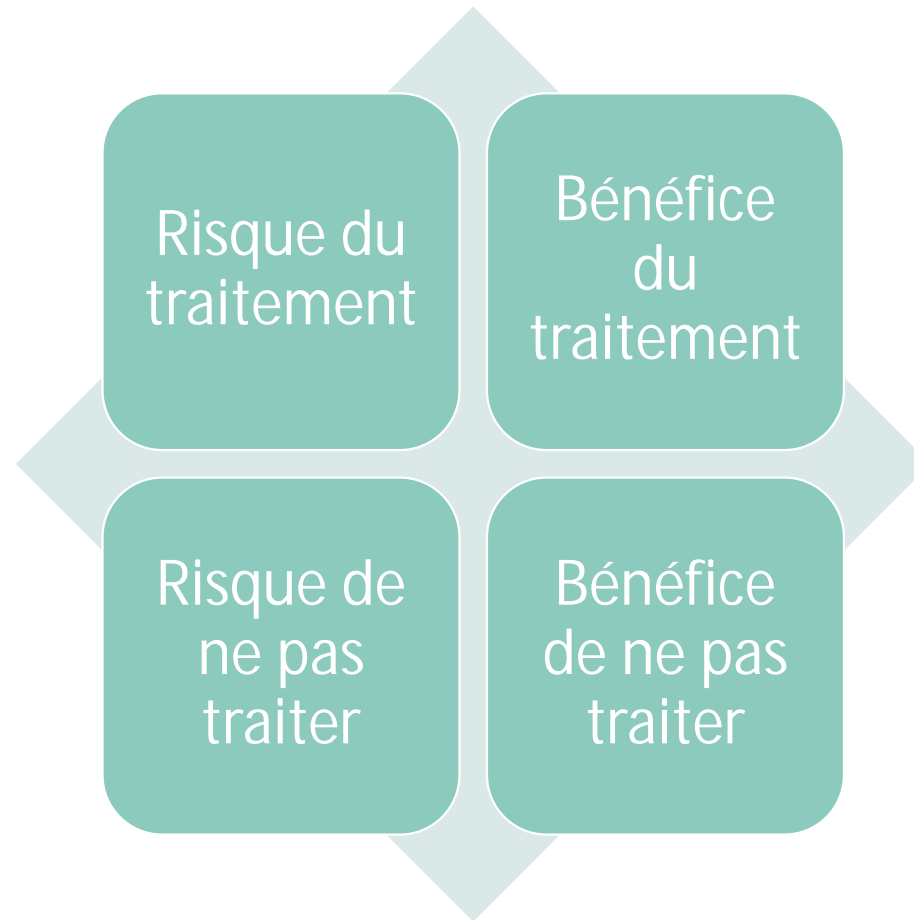 Risque du
traitement
Bénéfice
du
traitement
Risque de
ne pas
traiter
Bénéfice
de ne pas
traiter